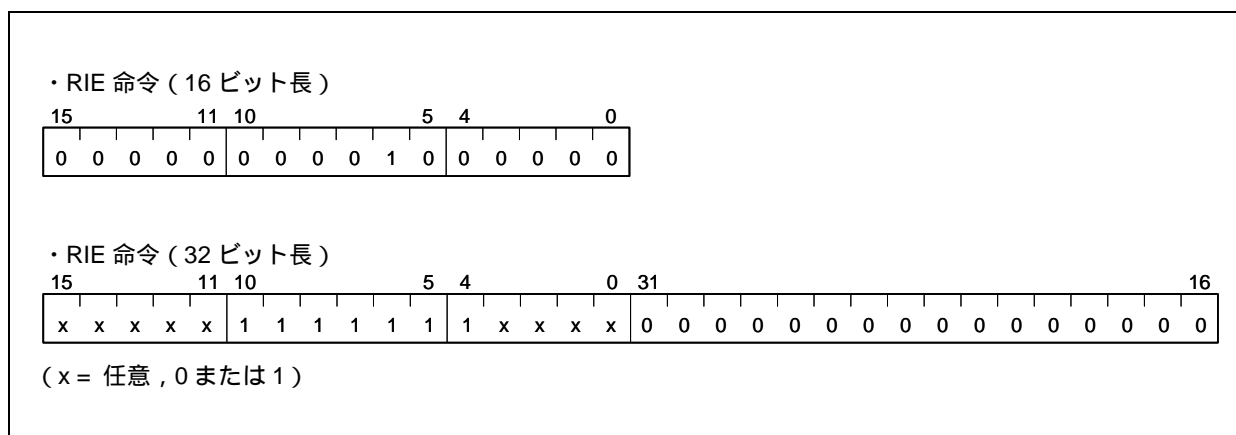 ・RIE 命令 ( 16 ビット長 )
15 11 10 5 4 0
0 0 0 0 0 0 0 0 0 1 0 0 0 0 0 0
・RIE 命令 ( 32 ビット長 )
15 11 10 5 4 0 31 16
x x x x x 1 1 1 1 1 1 1 x x x x 0 0 0 0 0 0 0 0 0 0 0 0 0 0 0 0
( x = 任意 , 0 または 1 )